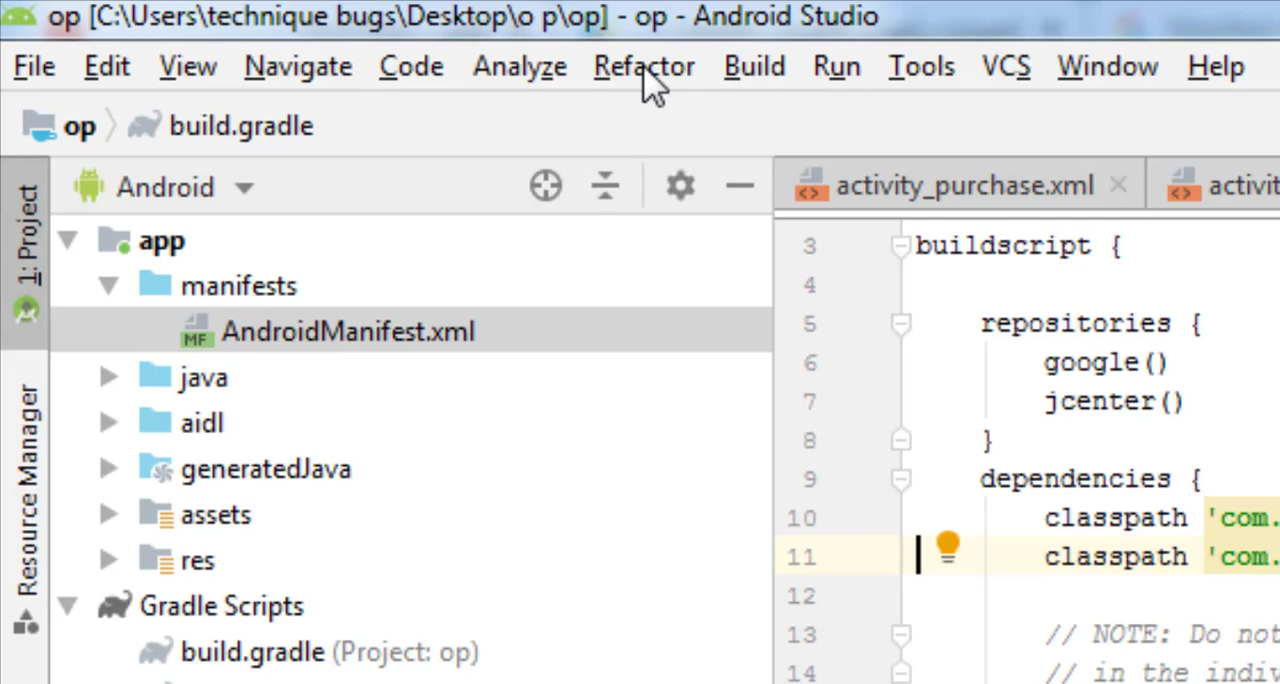 op [C:\Users\technique bugs\Desktop\o p\op] - op - Android Studio
File Edit View Navigate Code Analyze Refactor Build Run Tools VCS Window Help
op build.gradle
1: Project
Resource Manager
Android
app
manifests
MF AndroidManifest.xml
java
aidl
generatedJava
assets
res
Gradle Scripts
build.gradle (Project: op)
activity_purchase.xml activit
3 buildscript {
4
5 repositories {
6 google()
7 jcenter()
8 }
9 dependencies {
10 classpath 'com.
11 classpath 'com.
12
13 // NOTE: Do not
14 // in the indiv